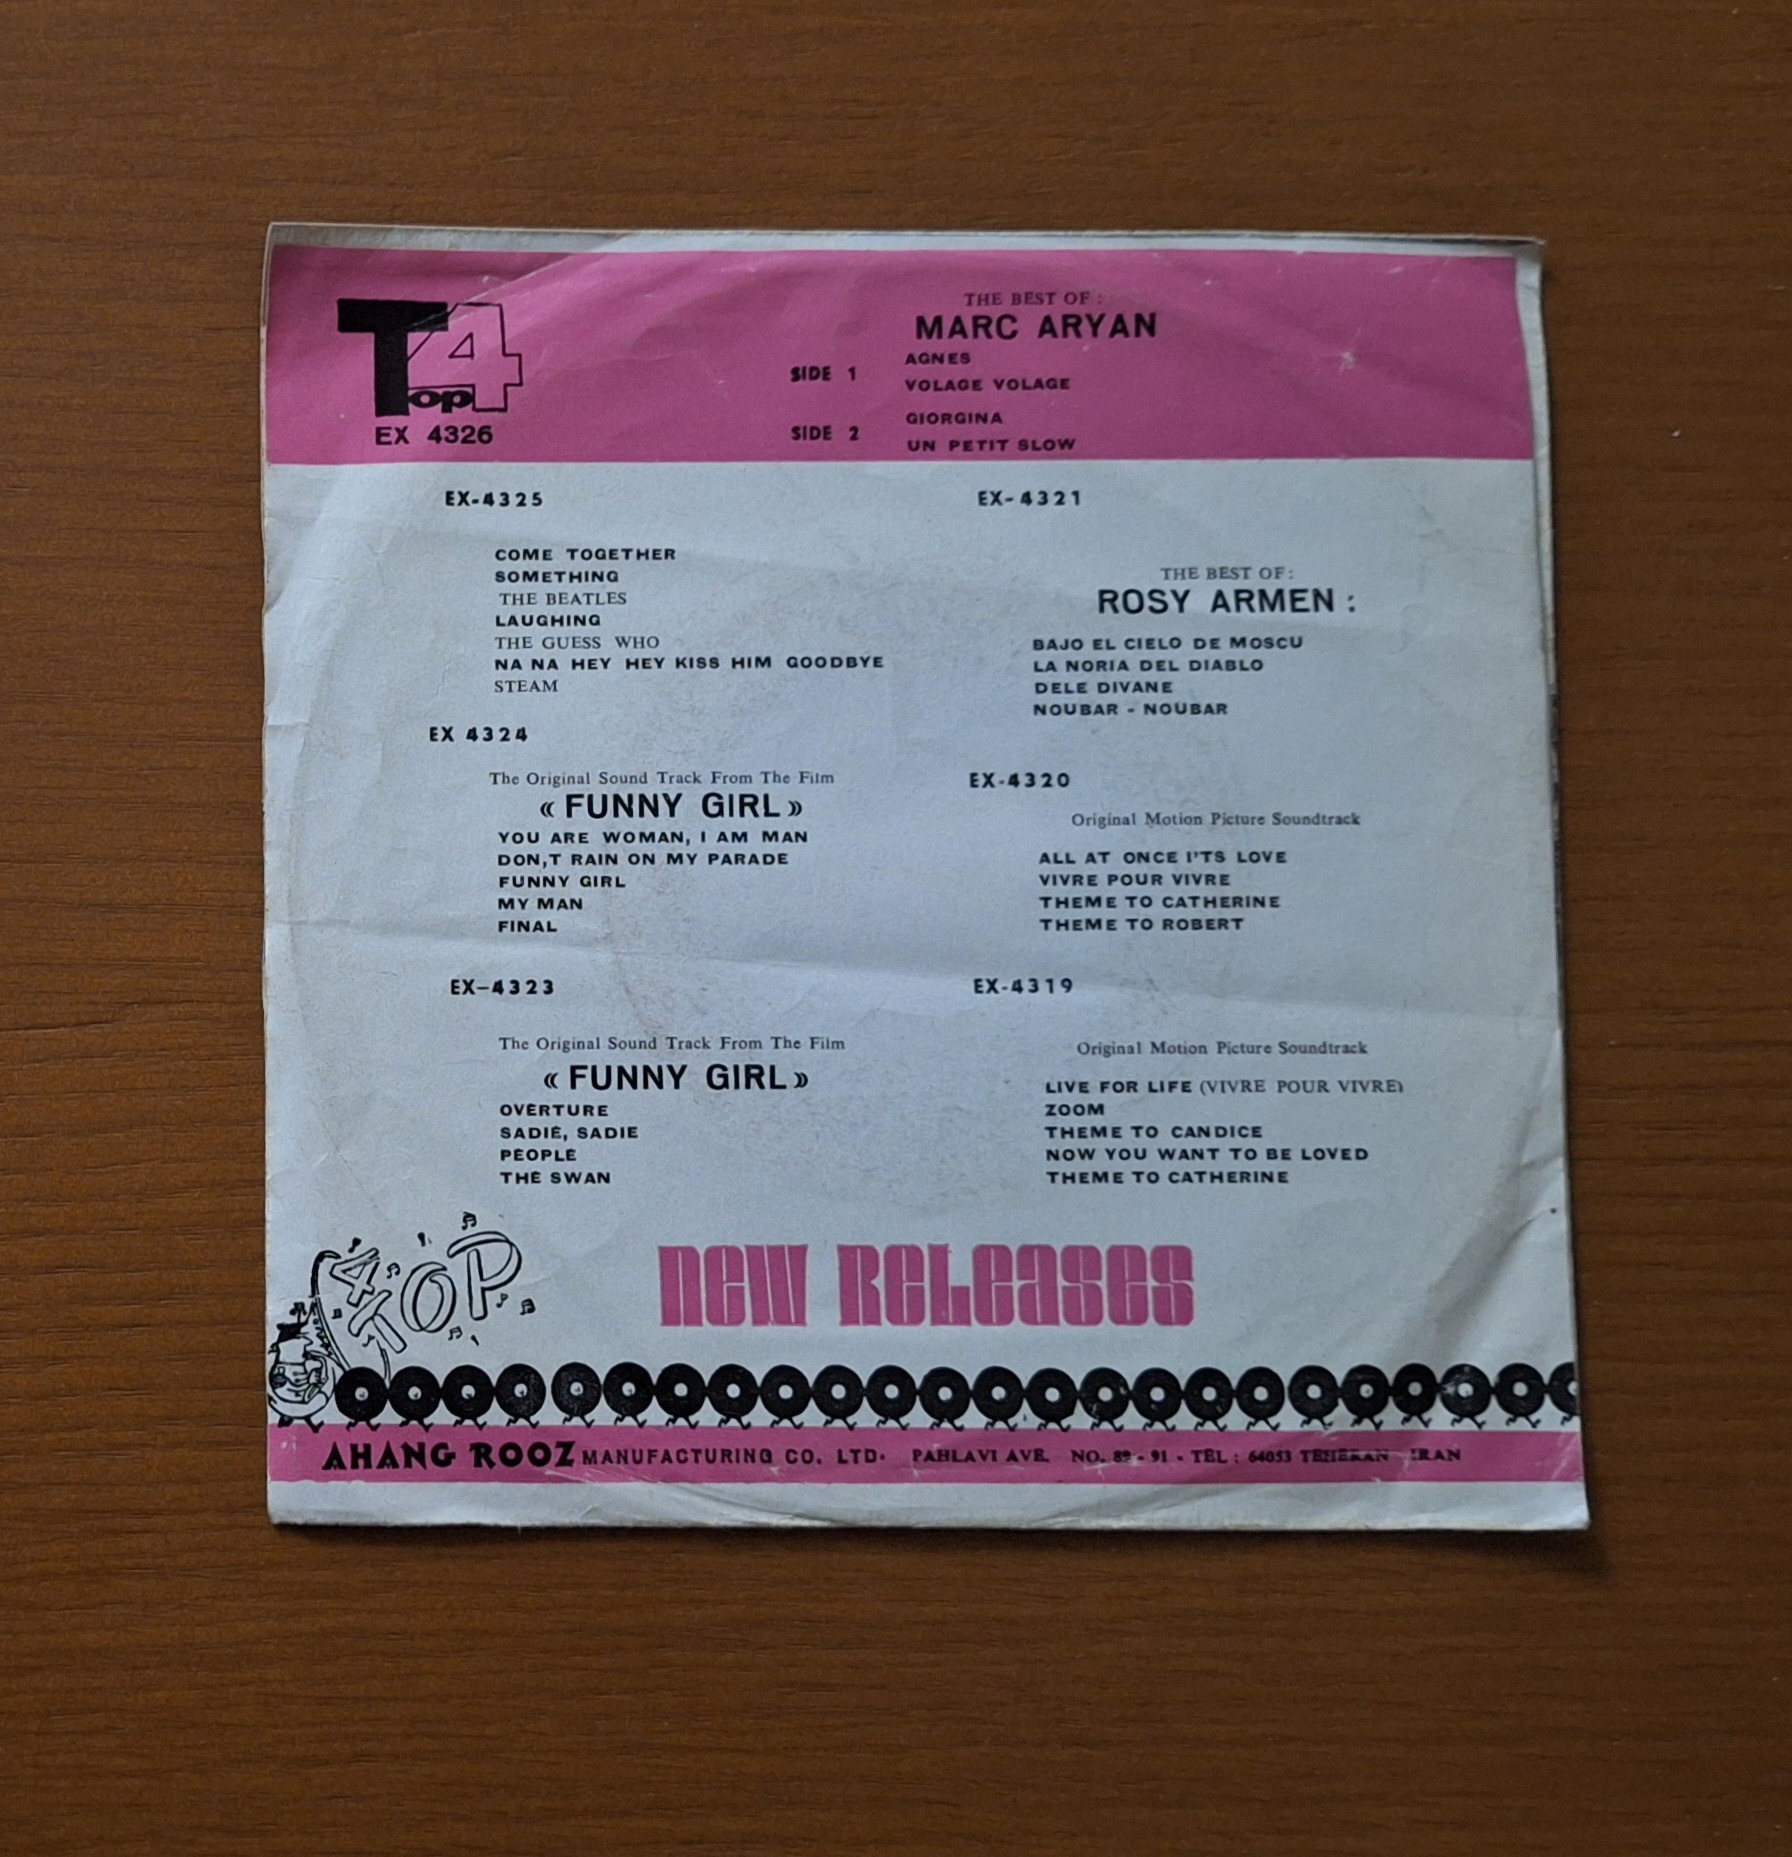 Top4
EX 4326
THE BEST OF :
MARC ARYAN
SIDE 1
AGNES
VOLAGE VOLAGE
SIDE 2
GIORGINA
UN PETIT SLOW
EX-4325
COME TOGETHER
SOMETHING
THE BEATLES
LAUGHING
THE GUESS WHO
NA NA HEY HEY KISS HIM GOODBYE
STEAM
EX 4324
The Original Sound Track From The Film
« FUNNY GIRL »
YOU ARE WOMAN, I AM MAN
DON,T RAIN ON MY PARADE
FUNNY GIRL
MY MAN
FINAL
EX-4323
The Original Sound Track From The Film
« FUNNY GIRL »
OVERTURE
SADIE, SADIE
PEOPLE
THE SWAN
EX-4321
THE BEST OF :
ROSY ARMEN :
BAJO EL CIELO DE MOSCU
LA NORIA DEL DIABLO
DELE DIVANE
NOUBAR - NOUBAR
EX-4320
Original Motion Picture Soundtrack
ALL AT ONCE I'TS LOVE
VIVRE POUR VIVRE
THEME TO CATHERINE
THEME TO ROBERT
EX-4319
Original Motion Picture Soundtrack
LIVE FOR LIFE (VIVRE POUR VIVRE)
ZOOM
THEME TO CANDICE
NOW YOU WANT TO BE LOVED
THEME TO CATHERINE
4 TOP
NEW RELEASES
AHANG ROOZ MANUFACTURING CO. LTD. PAHLAVI AVE. NO. 89 - 91 - TEL : 64053 TEHERAN - IRAN